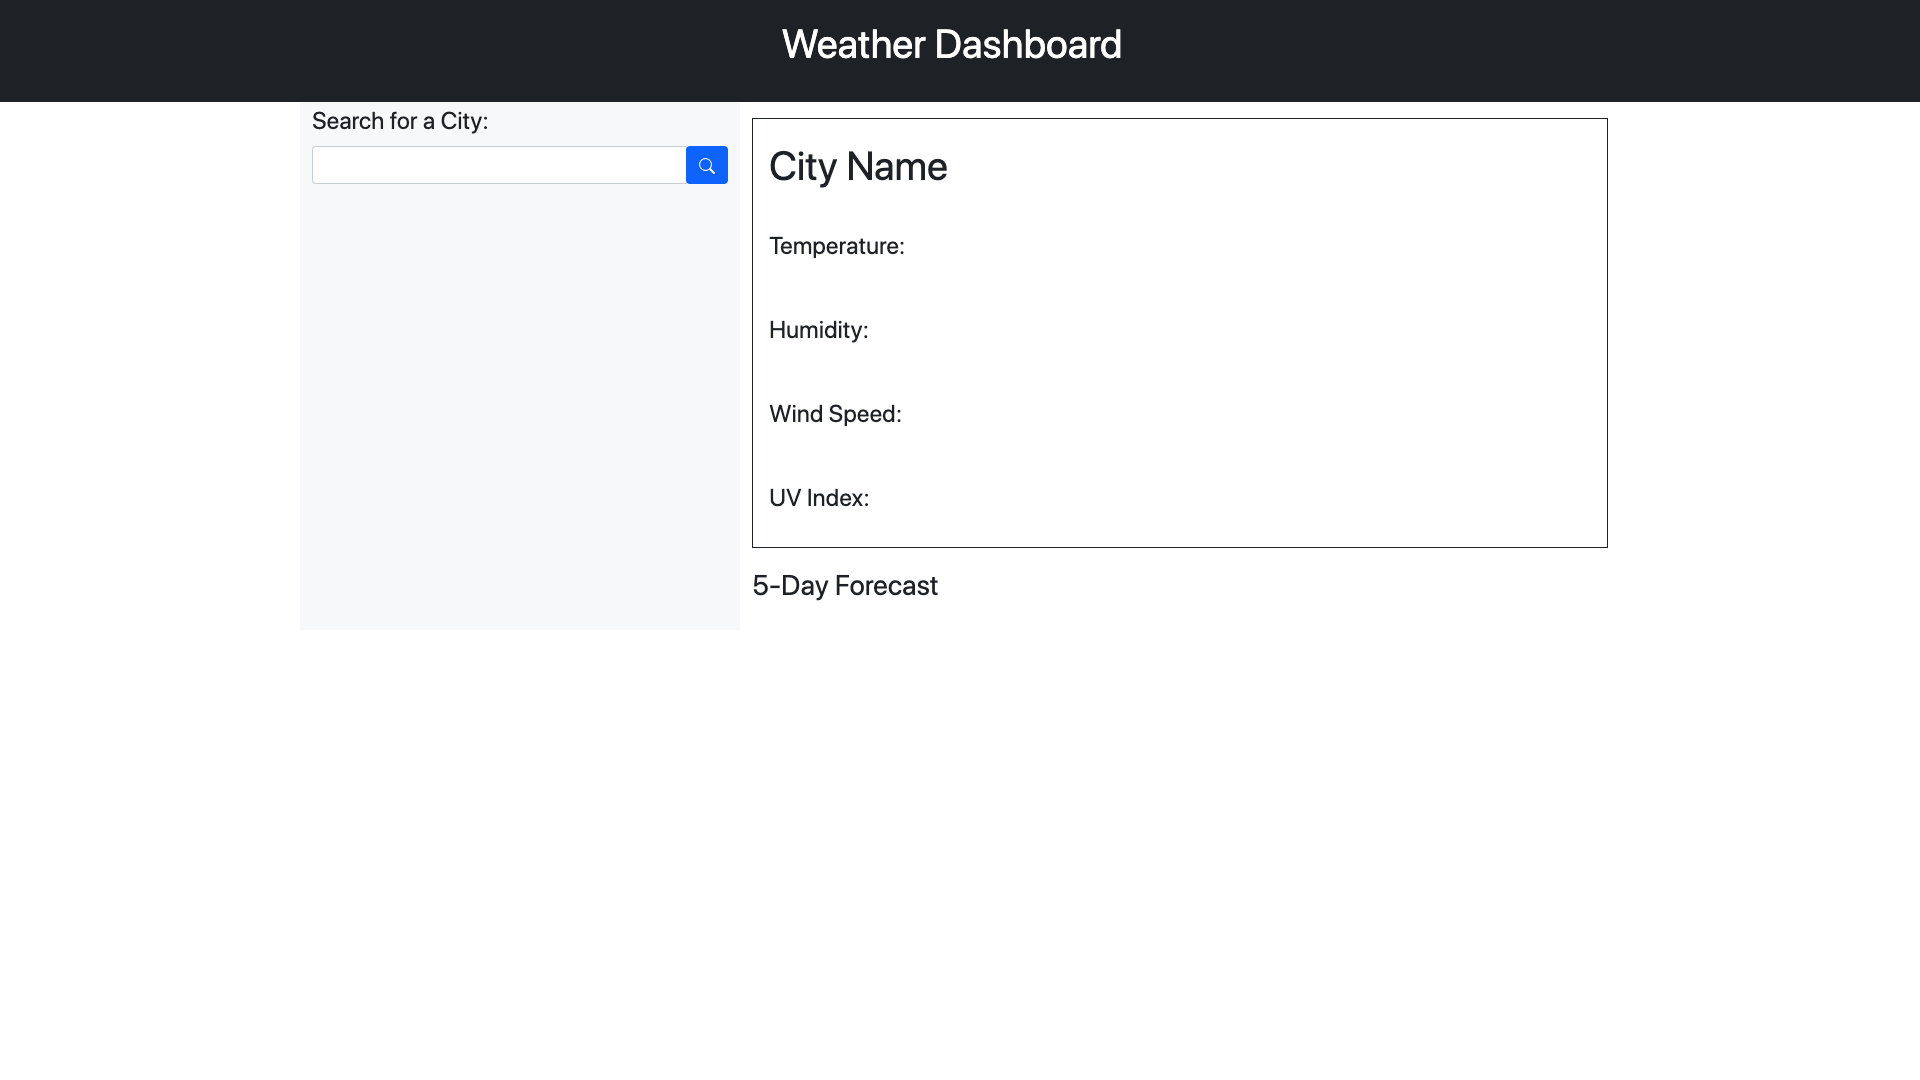 Weather Dashboard
Search for a City:
City Name
Temperature:
Humidity:
Wind Speed:
UV Index:
5-Day Forecast